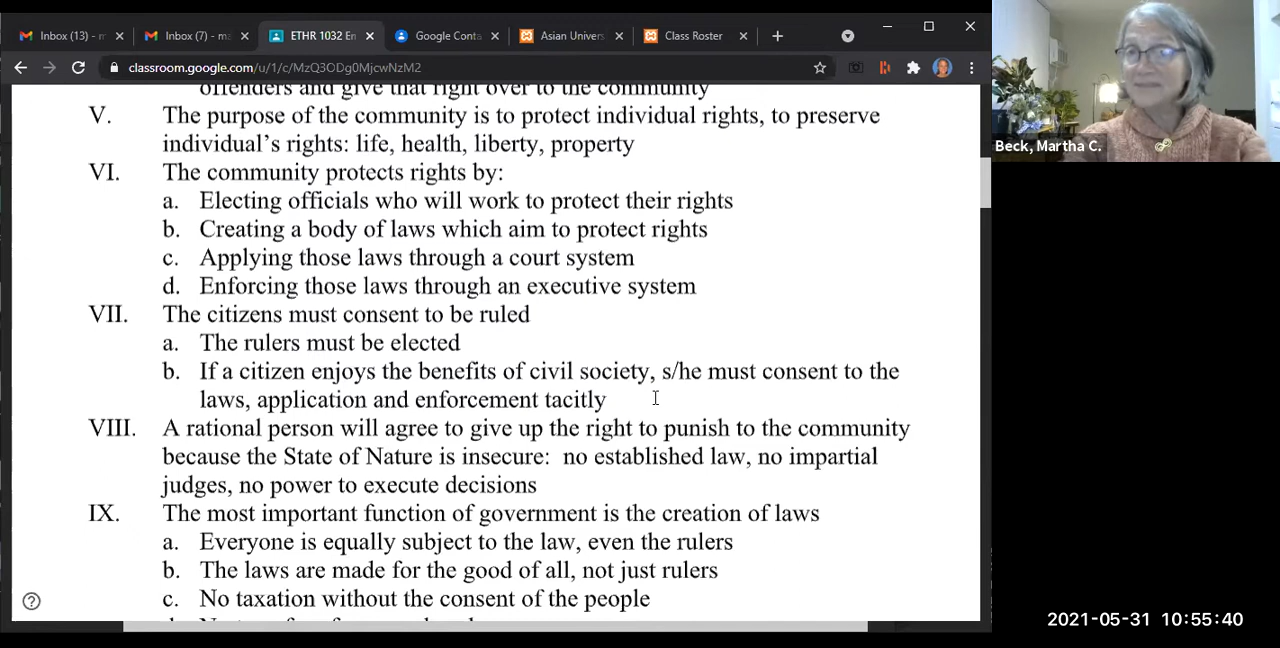 Inbox (13) - m
Inbox (7) - ma
ETHR 1032 En
Google Conta
Asian Univers
Class Roster
classroom.google.com/u/1/c/MzQ3ODg0MjcwNzM2
offenders and give that right over to the community
V. The purpose of the community is to protect individual rights, to preserve
individual's rights: life, health, liberty, property
VI. The community protects rights by:
a. Electing officials who will work to protect their rights
b. Creating a body of laws which aim to protect rights
c. Applying those laws through a court system
d. Enforcing those laws through an executive system
VII. The citizens must consent to be ruled
a. The rulers must be elected
b. If a citizen enjoys the benefits of civil society, s/he must consent to the
laws, application and enforcement tacitly
VIII. A rational person will agree to give up the right to punish to the community
because the State of Nature is insecure: no established law, no impartial
judges, no power to execute decisions
IX. The most important function of government is the creation of laws
a. Everyone is equally subject to the law, even the rulers
b. The laws are made for the good of all, not just rulers
c. No taxation without the consent of the people
Beck, Martha C.
2021-05-31 10:55:40